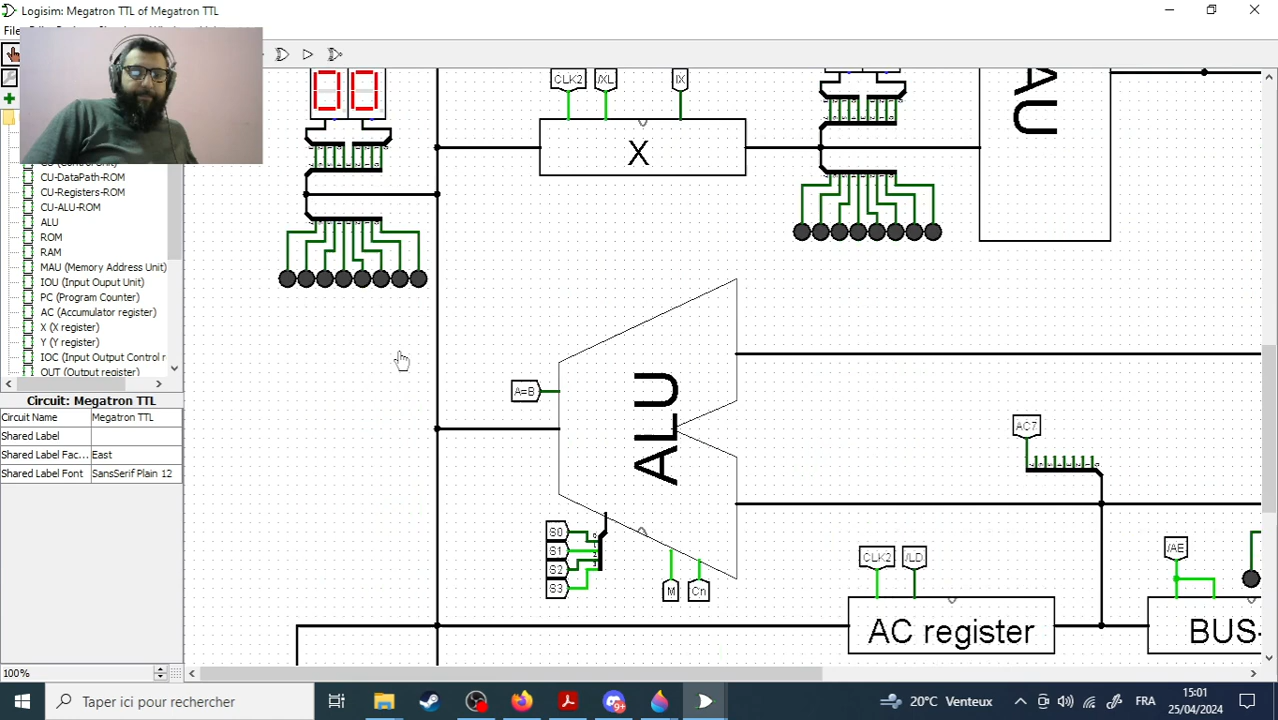 Logisim: Megatron TTL of Megatron TTL
File
CU-DataPath-ROM
CU-Registers-ROM
CU-ALU-ROM
ALU
ROM
RAM
MAU (Memory Address Unit)
IOU (Input Ouput Unit)
PC (Program Counter)
AC (Accumulator register)
X (X register)
Y (Y register)
IOC (Input Output Control r
OUT (Output register)
Circuit: Megatron TTL
Circuit Name Megatron TTL
Shared Label
Shared Label Fac... East
Shared Label Font SansSerif Plain 12
100%
00
CLK2 /XL IX
X
AU
A=B
ALU
S0
S1
S2
S3
M Cn
AC7
CLK2 /LD
AC register
/AE
BUS-
Taper ici pour rechercher
9+
20°C Venteux
FRA
15:01
25/04/2024